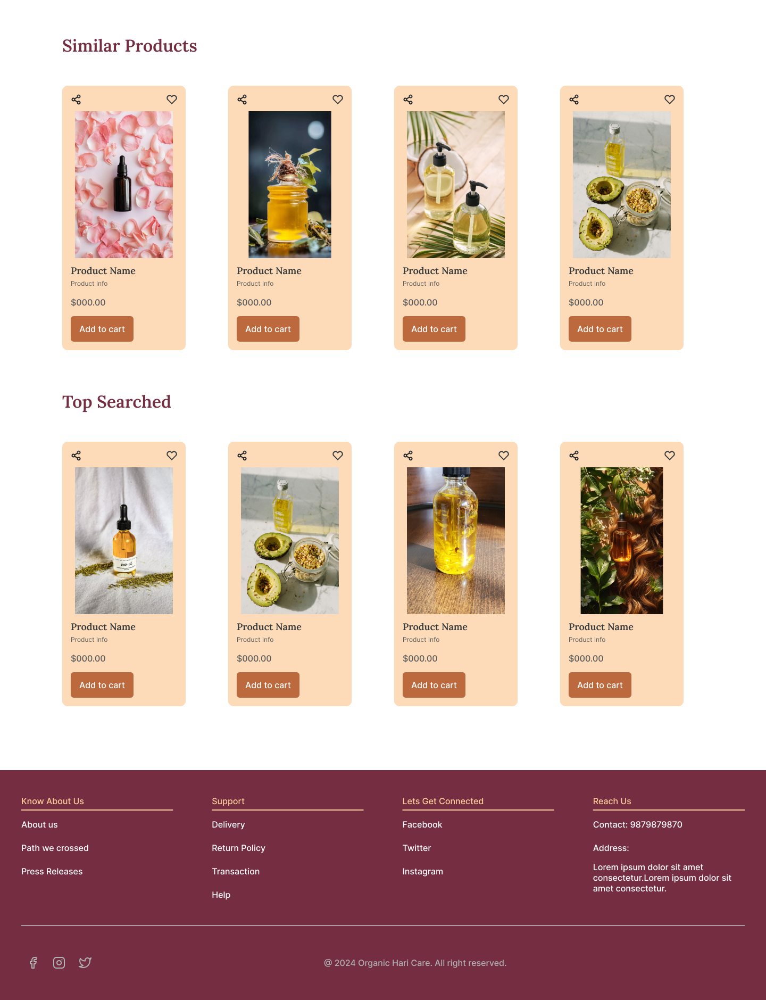 Similar Products
Product Name
Product Info
$000.00
Add to cart
Product Name
Product Info
$000.00
Add to cart
Product Name
Product Info
$000.00
Add to cart
Product Name
Product Info
$000.00
Add to cart
Top Searched
hair oil
Product Name
Product Info
$000.00
Add to cart
Product Name
Product Info
$000.00
Add to cart
Product Name
Product Info
$000.00
Add to cart
Product Name
Product Info
$000.00
Add to cart
Know About Us
About us
Path we crossed
Press Releases
Support
Delivery
Return Policy
Transaction
Help
Lets Get Connected
Facebook
Twitter
Instagram
Reach Us
Contact: 9879879870
Address:
Lorem ipsum dolor sit amet
consectetur.Lorem ipsum dolor sit
amet consectetur.
@ 2024 Organic Hari Care. All right reserved.